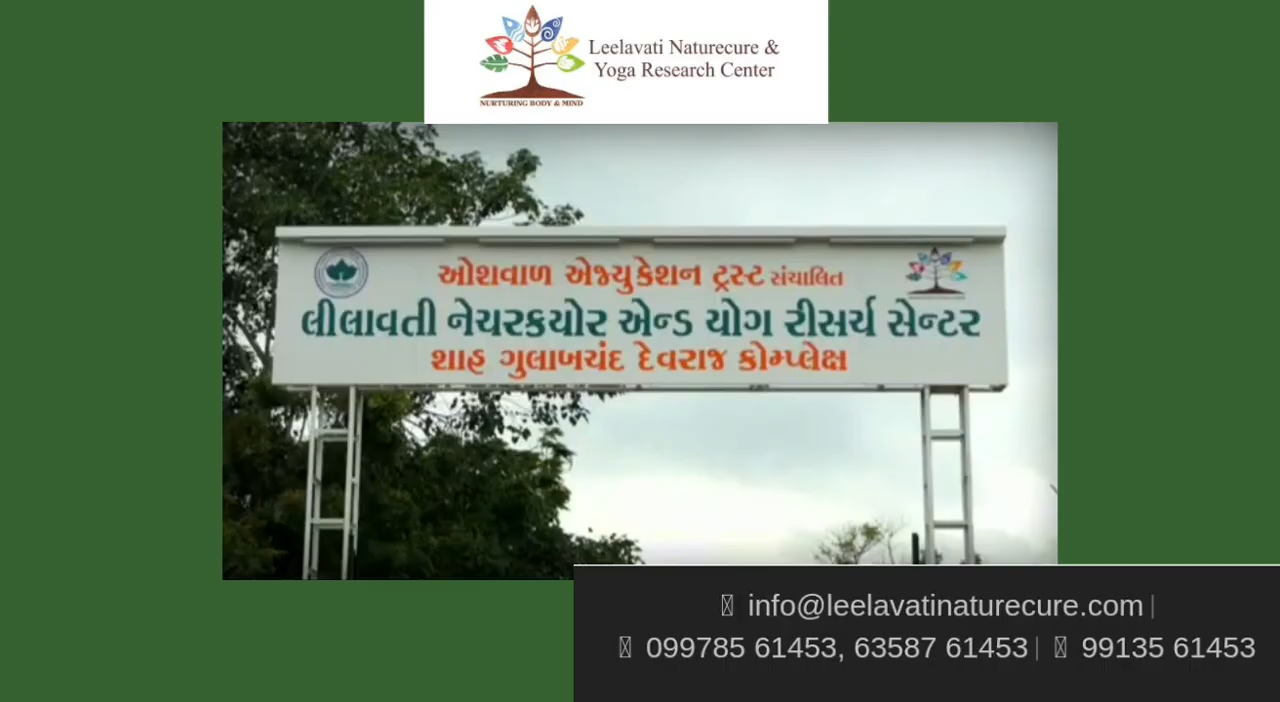 Leelavati Naturecure &
Yoga Research Center
NURTURING BODY & MIND
ઓશવાળ એજ્યુકેશન ટ્રસ્ટ સંચાલિત
લીલાવતી નેચરક્યોર એન્ડ યોગ રીસર્ચ સેન્ટર
શાહ ગુલાબચંદ દેવરાજ કોમ્પ્લેક્ષ
info@leelavatinaturecure.com |
099785 61453, 63587 61453 | 99135 61453